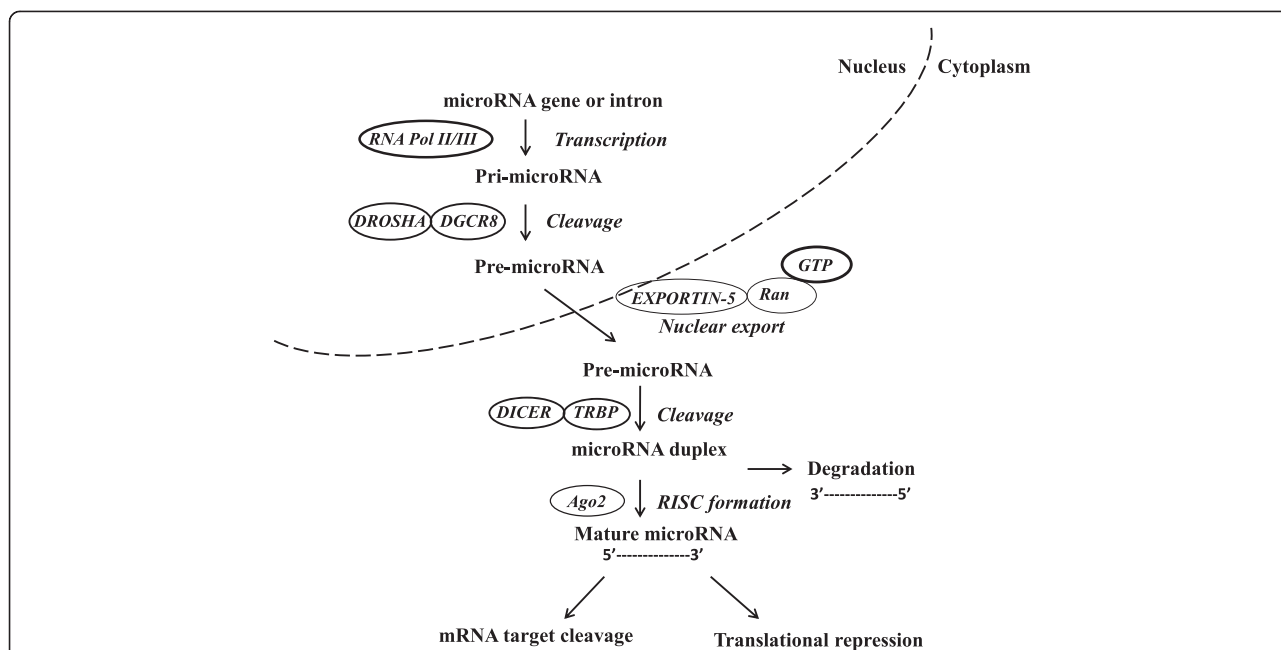 Nucleus Cytoplasm
microRNA gene or intron
RNA Pol II/III Transcription
Pri-microRNA
DROSHA DGCR8 Cleavage
Pre-microRNA
GTP
EXPORTIN-5 Ran
Nuclear export
Pre-microRNA
DICER TRBP Cleavage
microRNA duplex
Degradation
3’--------------5’
Ago2 RISC formation
Mature microRNA
5’--------------3’
mRNA target cleavage
Translational repression